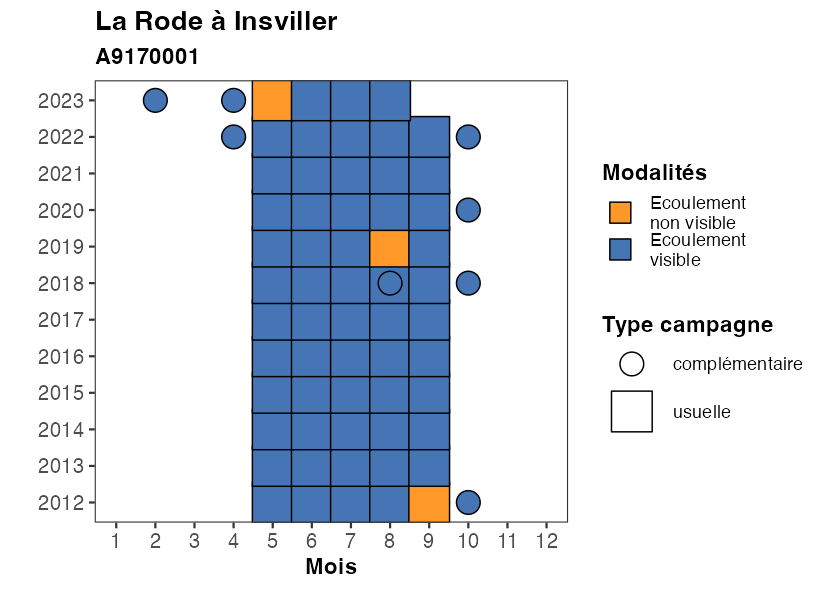 La Rode à Insviller
A9170001
2023
2022
2021
2020
2019
2018
2017
2016
2015
2014
2013
2012
1 2 3 4 5 6 7 8 9 10 11 12
Mois
Modalités
Ecoulement
non visible
Ecoulement
visible
Type campagne
complémentaire
usuelle